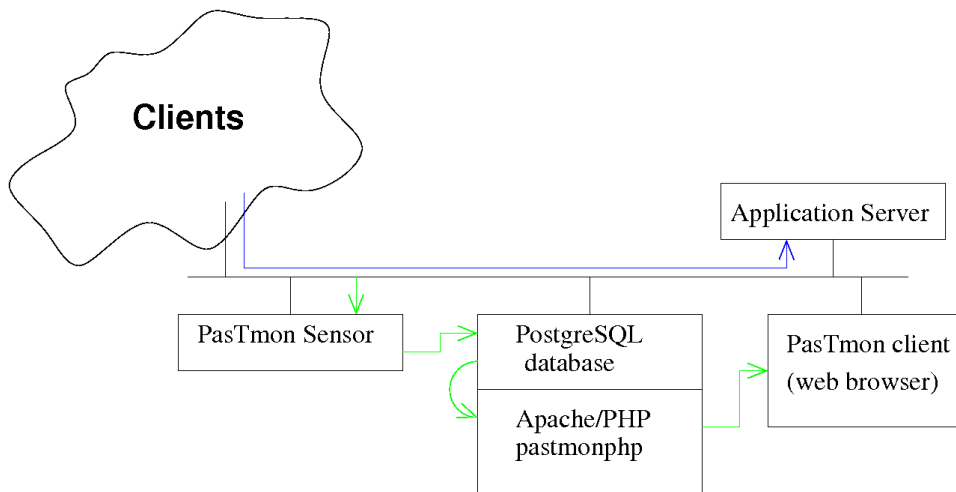 Clients
Application Server
PasTmon Sensor
PostgreSQL
database
Apache/PHP
pastmonphp
PasTmon client
(web browser)